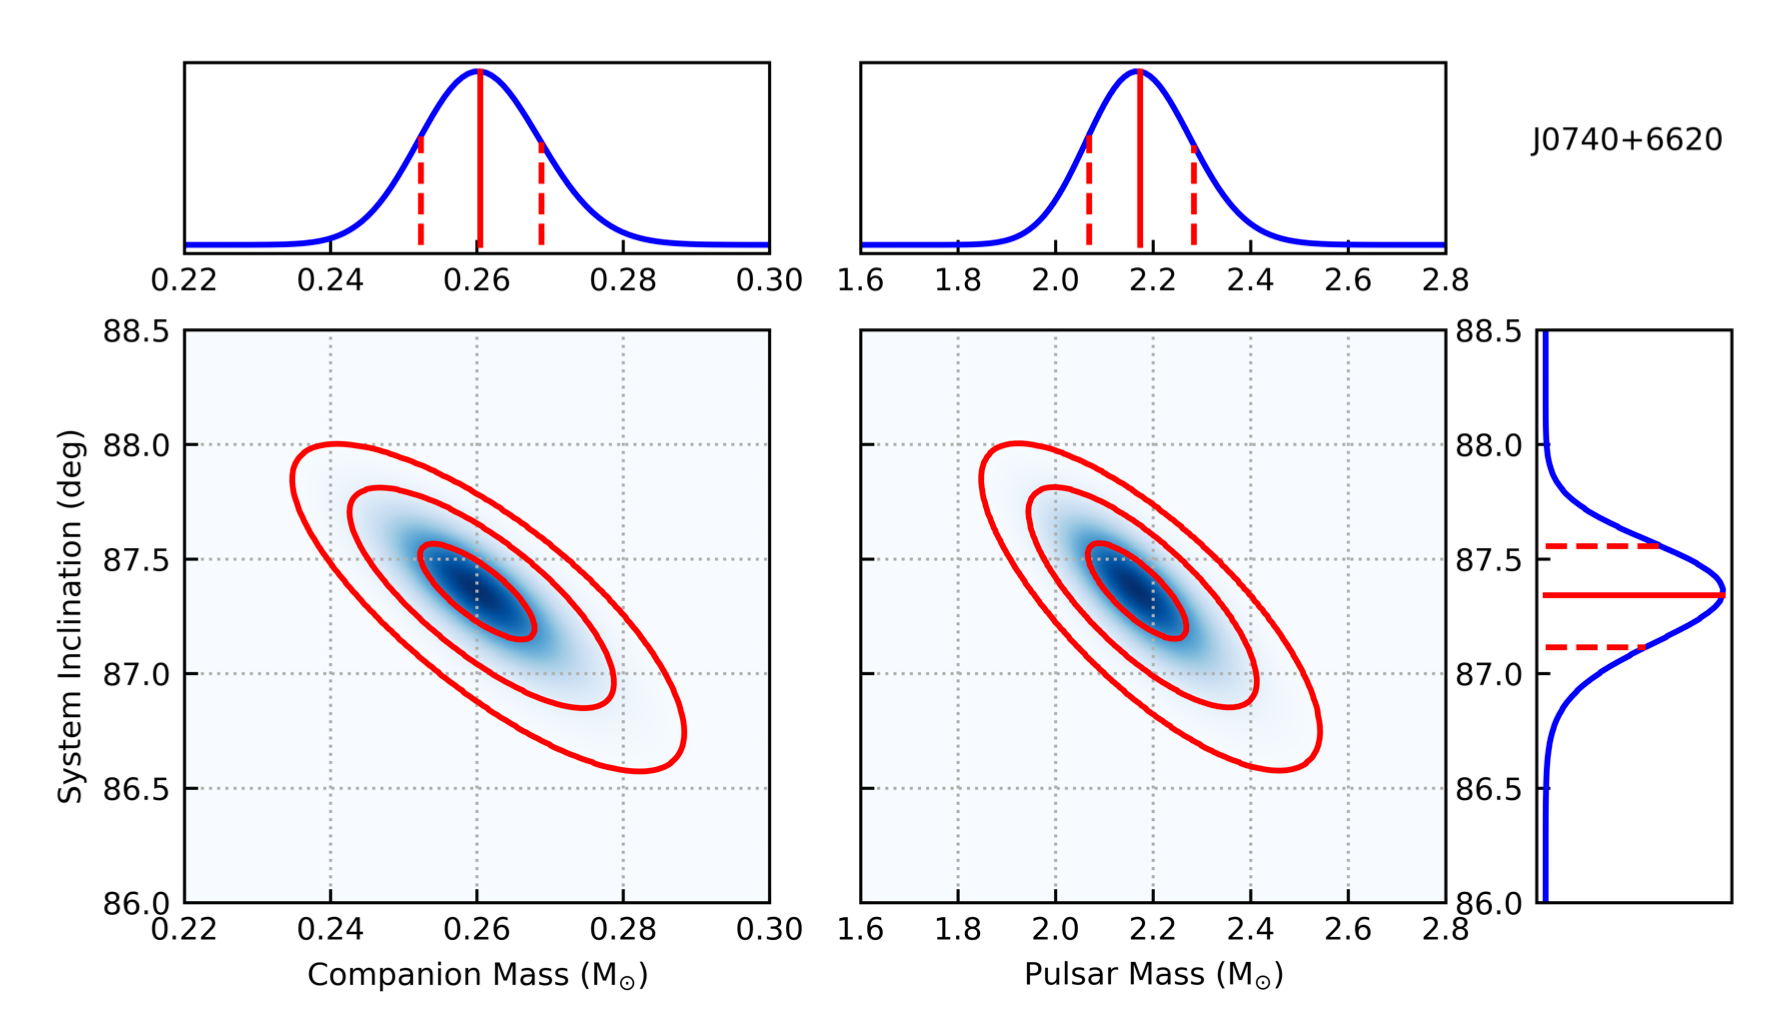 J0740+6620
0.22 0.24 0.26 0.28 0.30 1.6 1.8 2.0 2.2 2.4 2.6 2.8
88.5 88.5
88.0 88.0
87.5 87.5
87.0 87.0
86.5 86.5
86.0 86.0
System Inclination (deg)
0.22 0.24 0.26 0.28 0.30 1.6 1.8 2.0 2.2 2.4 2.6 2.8
Companion Mass (M☉) Pulsar Mass (M☉)